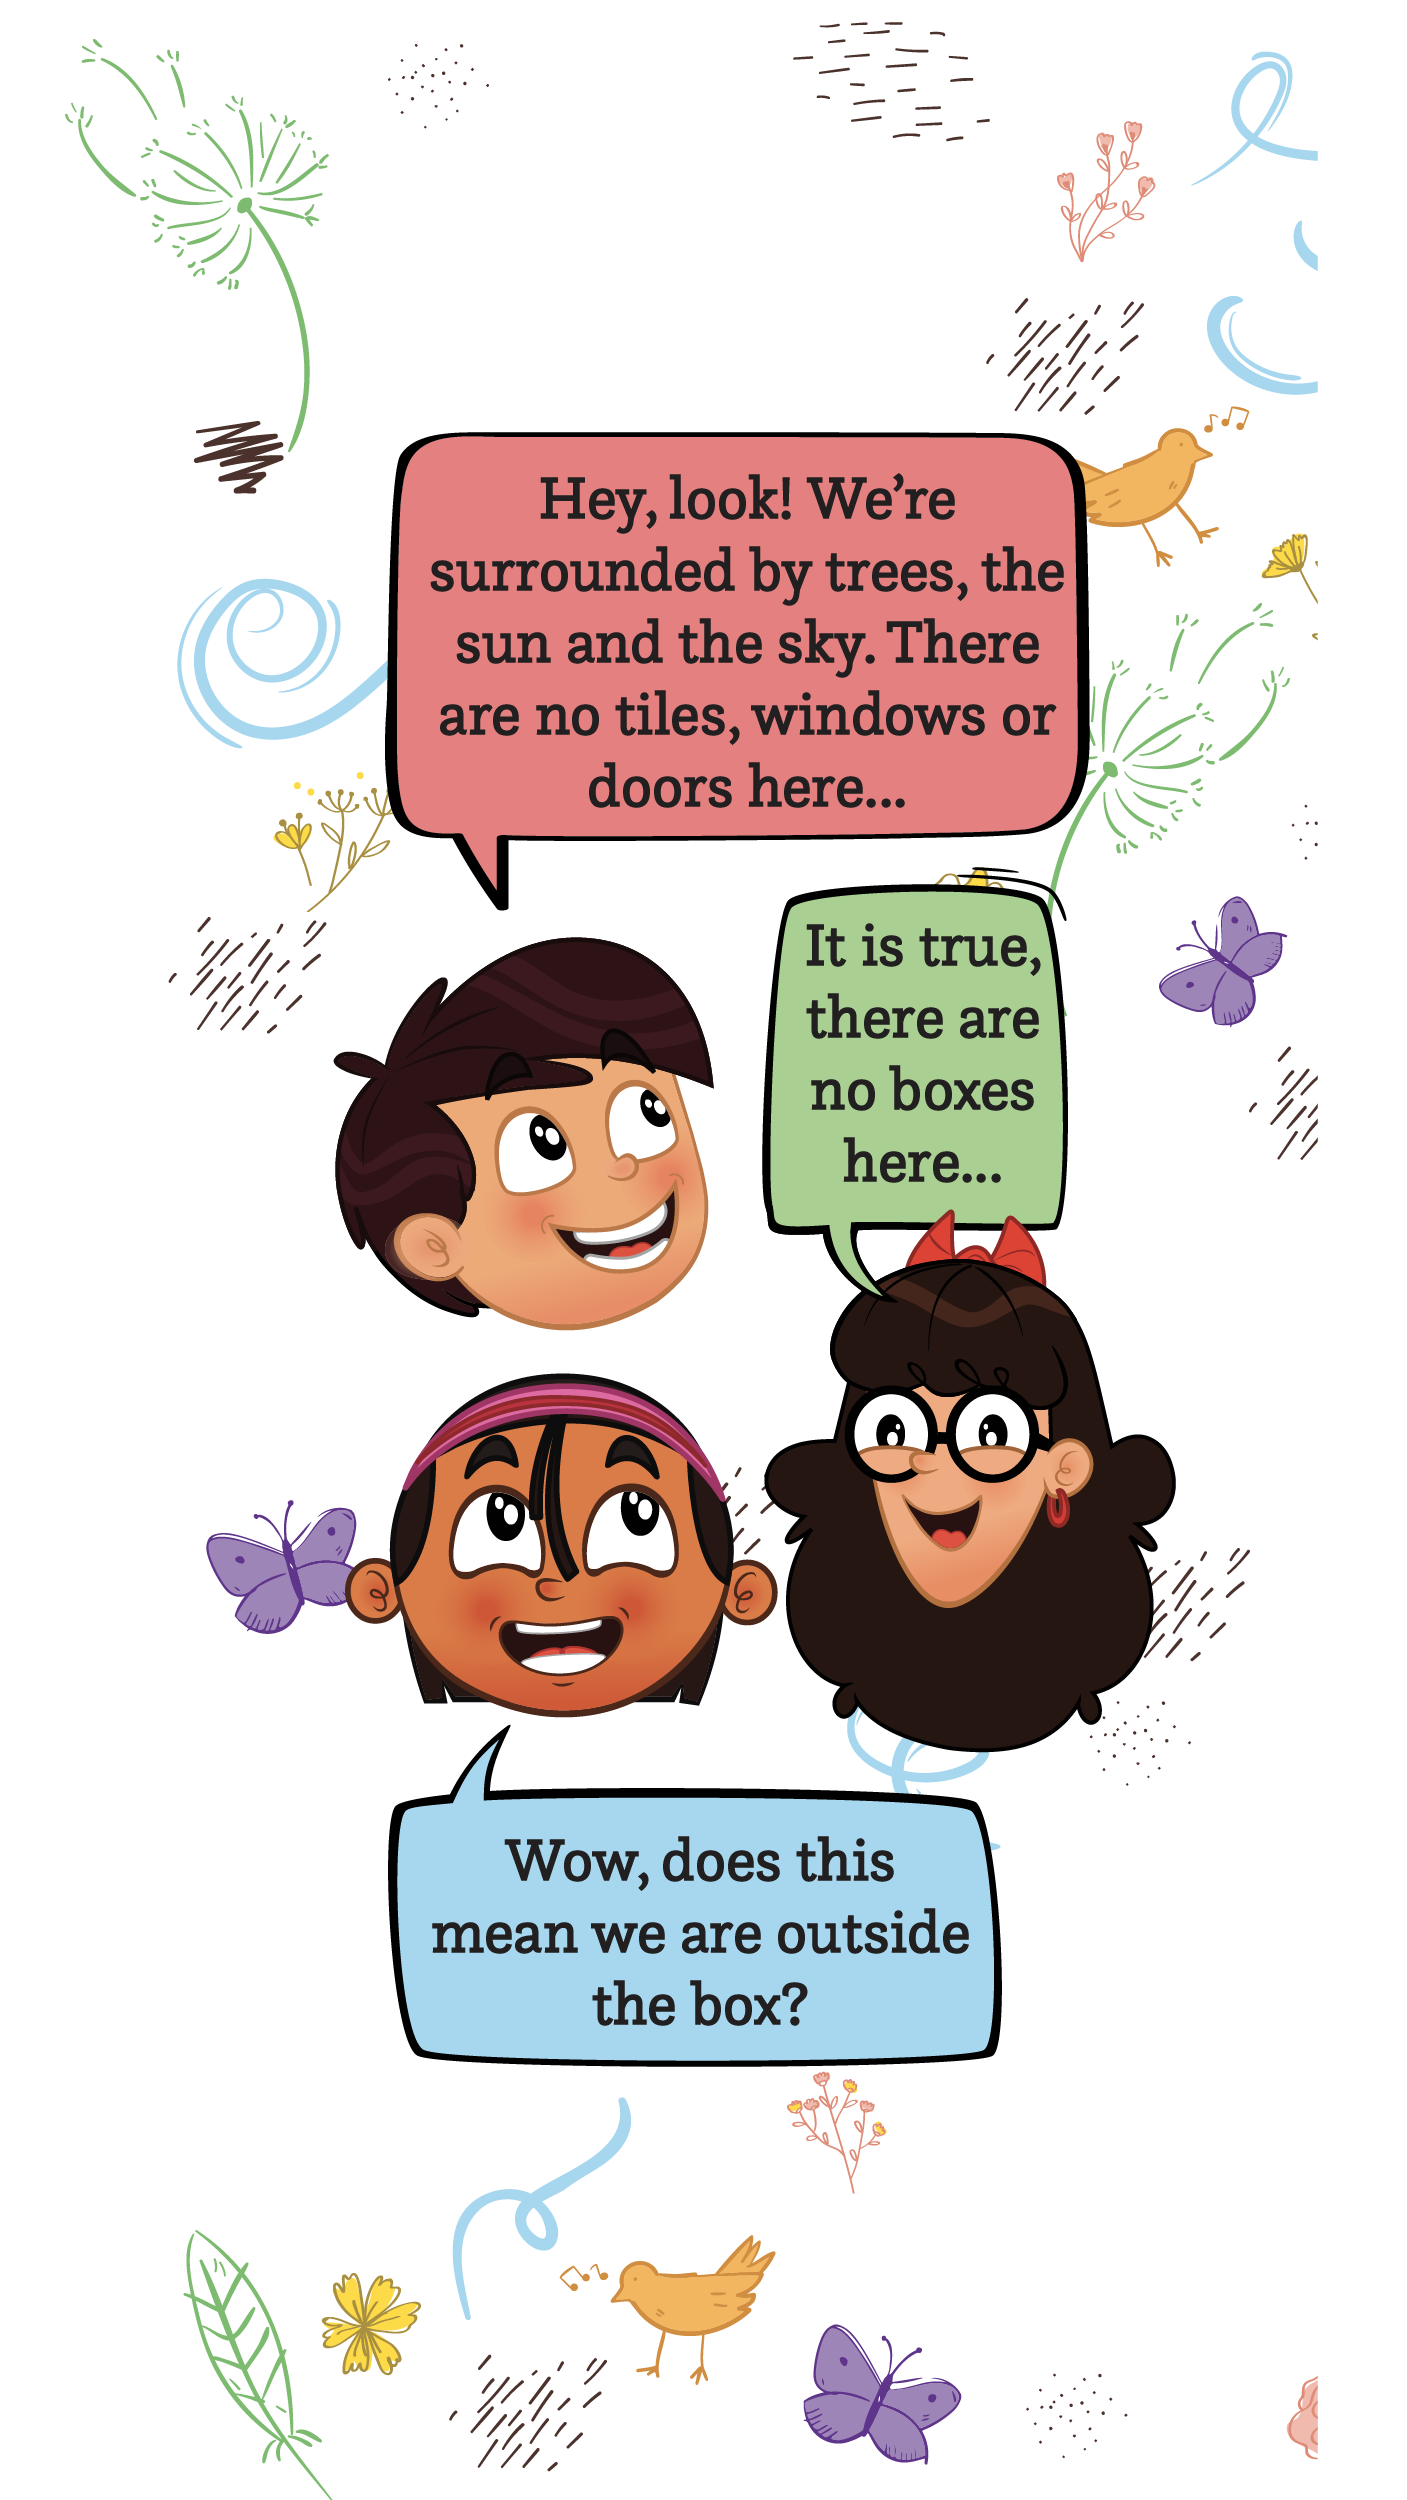 Hey, look! We’re
surrounded by trees, the
sun and the sky. There
are no tiles, windows or
doors here...
It is true,
there are
no boxes
here...
Wow, does this
mean we are outside
the box?